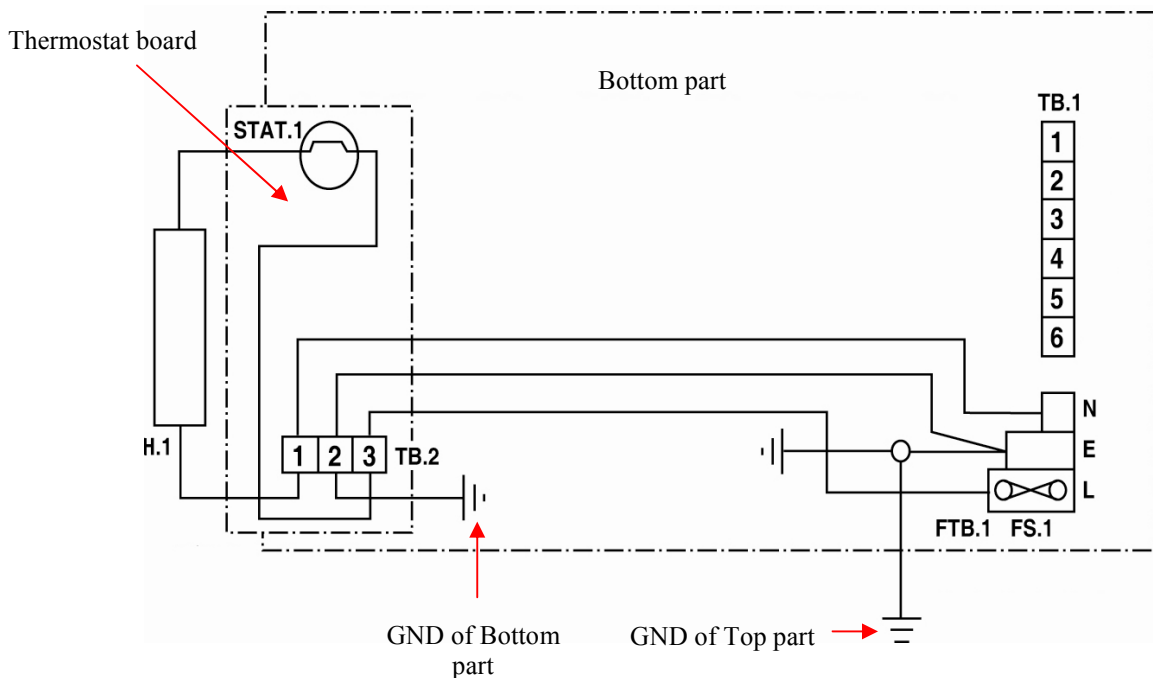 Thermostat board
Bottom part
TB.1
STAT.1
1
2
3
4
5
6
N
H.1
1 2 3 TB.2
E
L
FTB.1 FS.1
GND of Bottom
part
GND of Top part